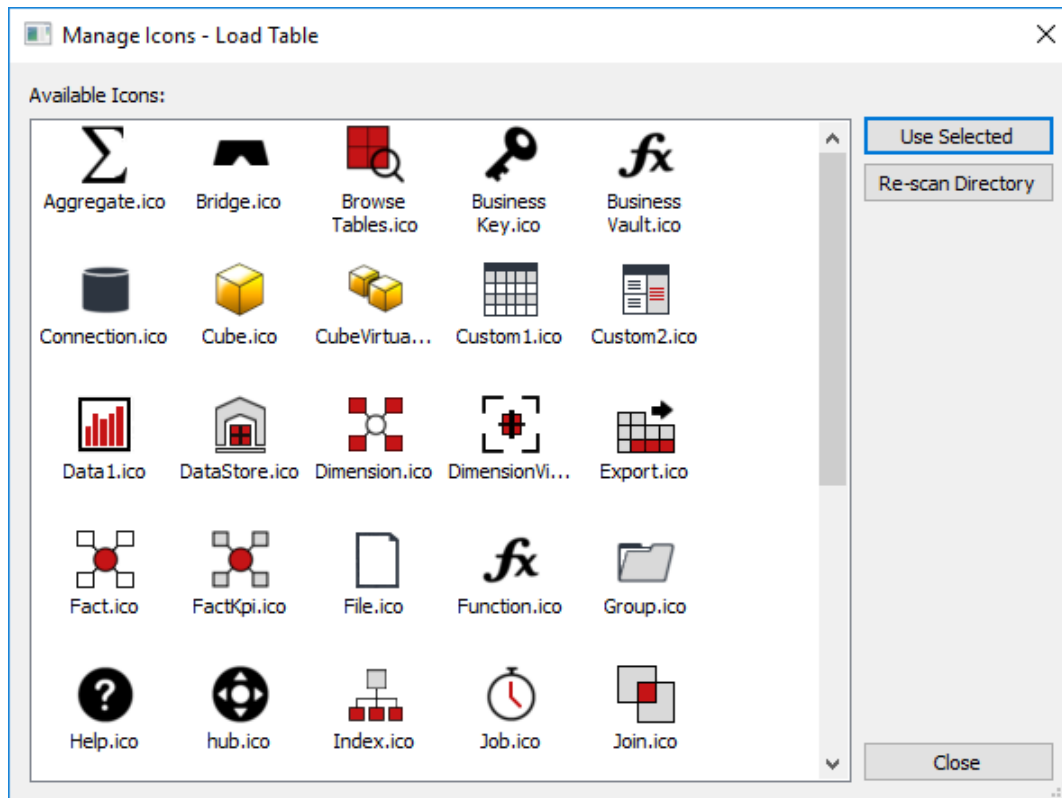 Manage Icons - Load Table
Available Icons:
Use Selected
Re-scan Directory
Aggregate.ico
Bridge.ico
Browse
Tables.ico
Business
Key.ico
fx
Business
Vault.ico
Connection.ico
Cube.ico
CubeVirtua...
Custom1.ico
Custom2.ico
Data1.ico
DataStore.ico
Dimension.ico
DimensionVi...
Export.ico
Fact.ico
FactKpi.ico
File.ico
fx
Function.ico
Group.ico
Help.ico
hub.ico
Index.ico
Job.ico
Join.ico
Close